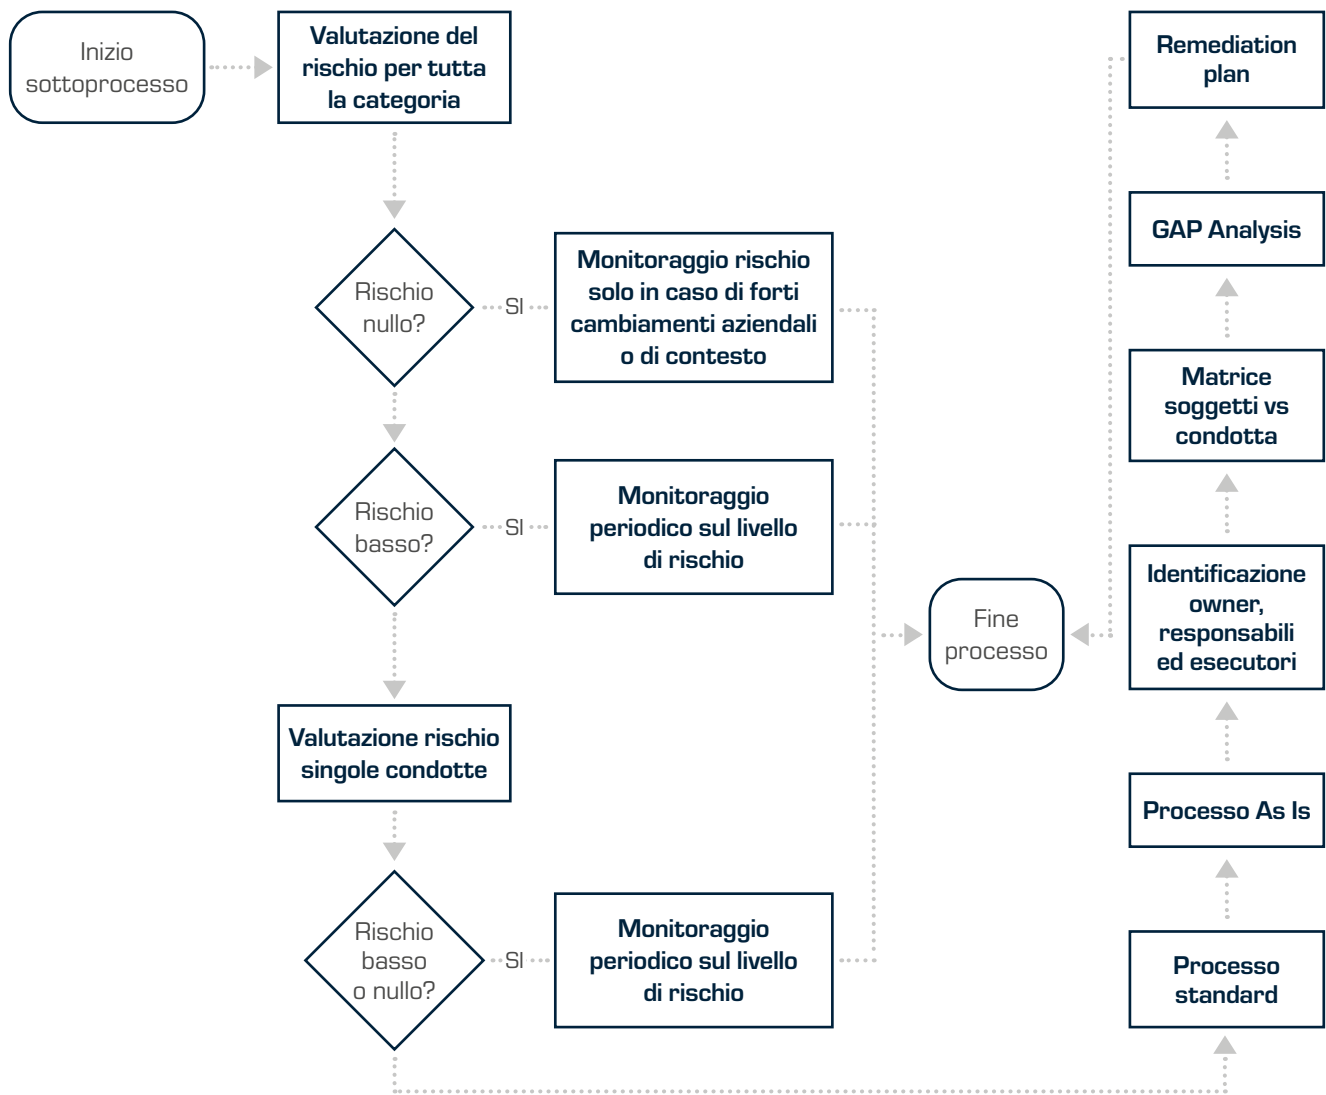 Inizio
sottoprocesso
Valutazione del
rischio per tutta
la categoria
Rischio
nullo?
SI
Monitoraggio rischio
solo in caso di forti
cambiamenti aziendali
o di contesto
Rischio
basso?
SI
Monitoraggio
periodico sul livello
di rischio
Valutazione rischio
singole condotte
Rischio
basso
o nullo?
SI
Monitoraggio
periodico sul livello
di rischio
Fine
processo
Remediation
plan
GAP Analysis
Matrice
soggetti vs
condotta
Identificazione
owner,
responsabili
ed esecutori
Processo As Is
Processo
standard